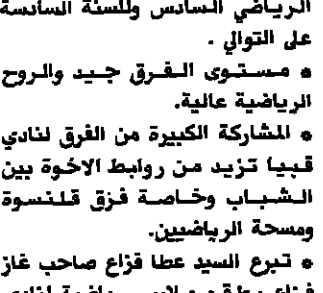 الرياضي السادس وللسنة السادسة
على التوالي .
● مستوى الفرق جيد والروح
الرياضية عالية.
● المشاركة الكبيرة من الفرق لنادي
قبيا تزيد من روابط الاخوة بين
الشباب وخاصة فرق قلنسوة
ومسحة الرياضيين.
● تبرع السيد عطا قزاع صاحب غاز